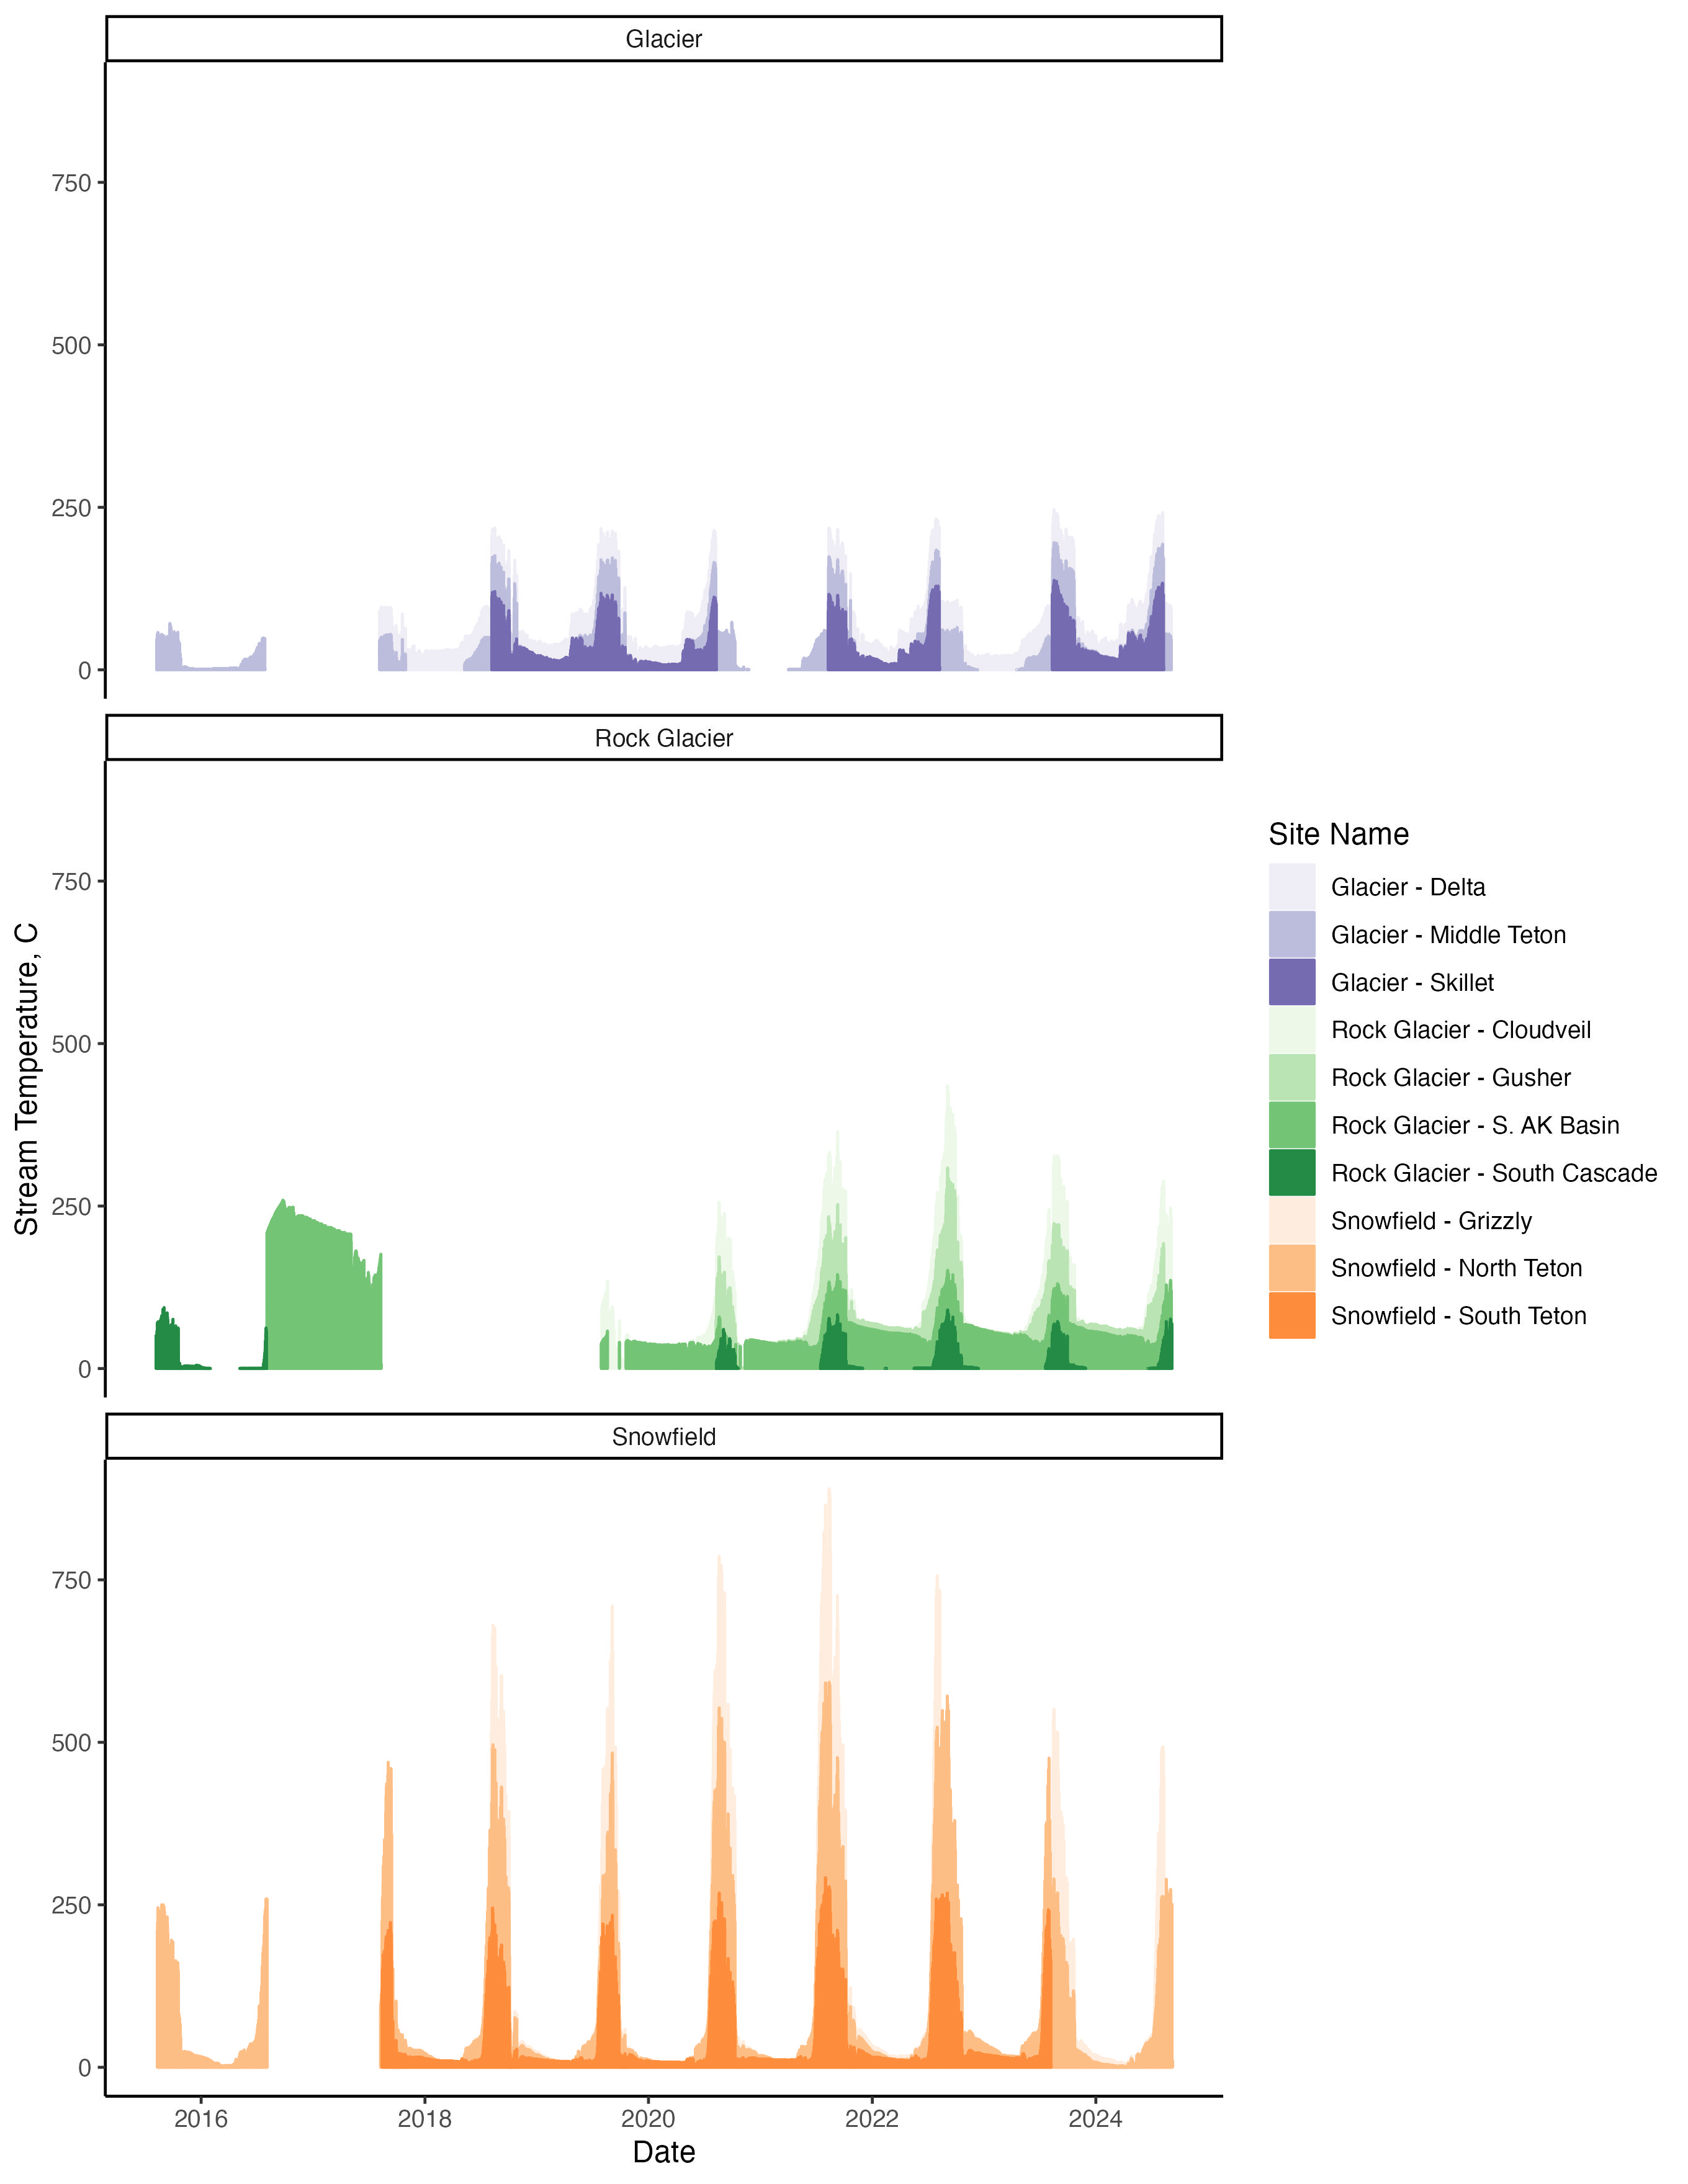 Glacier
750
500
250
0
Rock Glacier
750
500
250
0
Snowfield
750
500
250
0
2016 2018 2020 2022 2024
Date
Stream Temperature, C
Site Name
Glacier - Delta
Glacier - Middle Teton
Glacier - Skillet
Rock Glacier - Cloudveil
Rock Glacier - Gusher
Rock Glacier - S. AK Basin
Rock Glacier - South Cascade
Snowfield - Grizzly
Snowfield - North Teton
Snowfield - South Teton